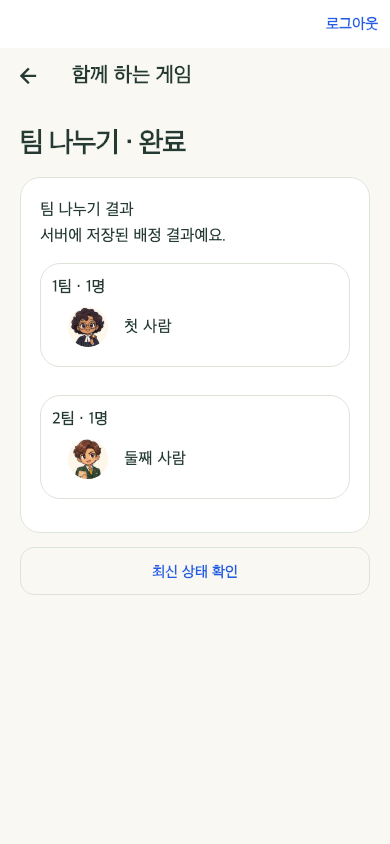 로그아웃
함께 하는 게임
팀 나누기 · 완료
팀 나누기 결과
서버에 저장된 배정 결과예요.
1팀 · 1명
첫 사람
2팀 · 1명
둘째 사람
최신 상태 확인